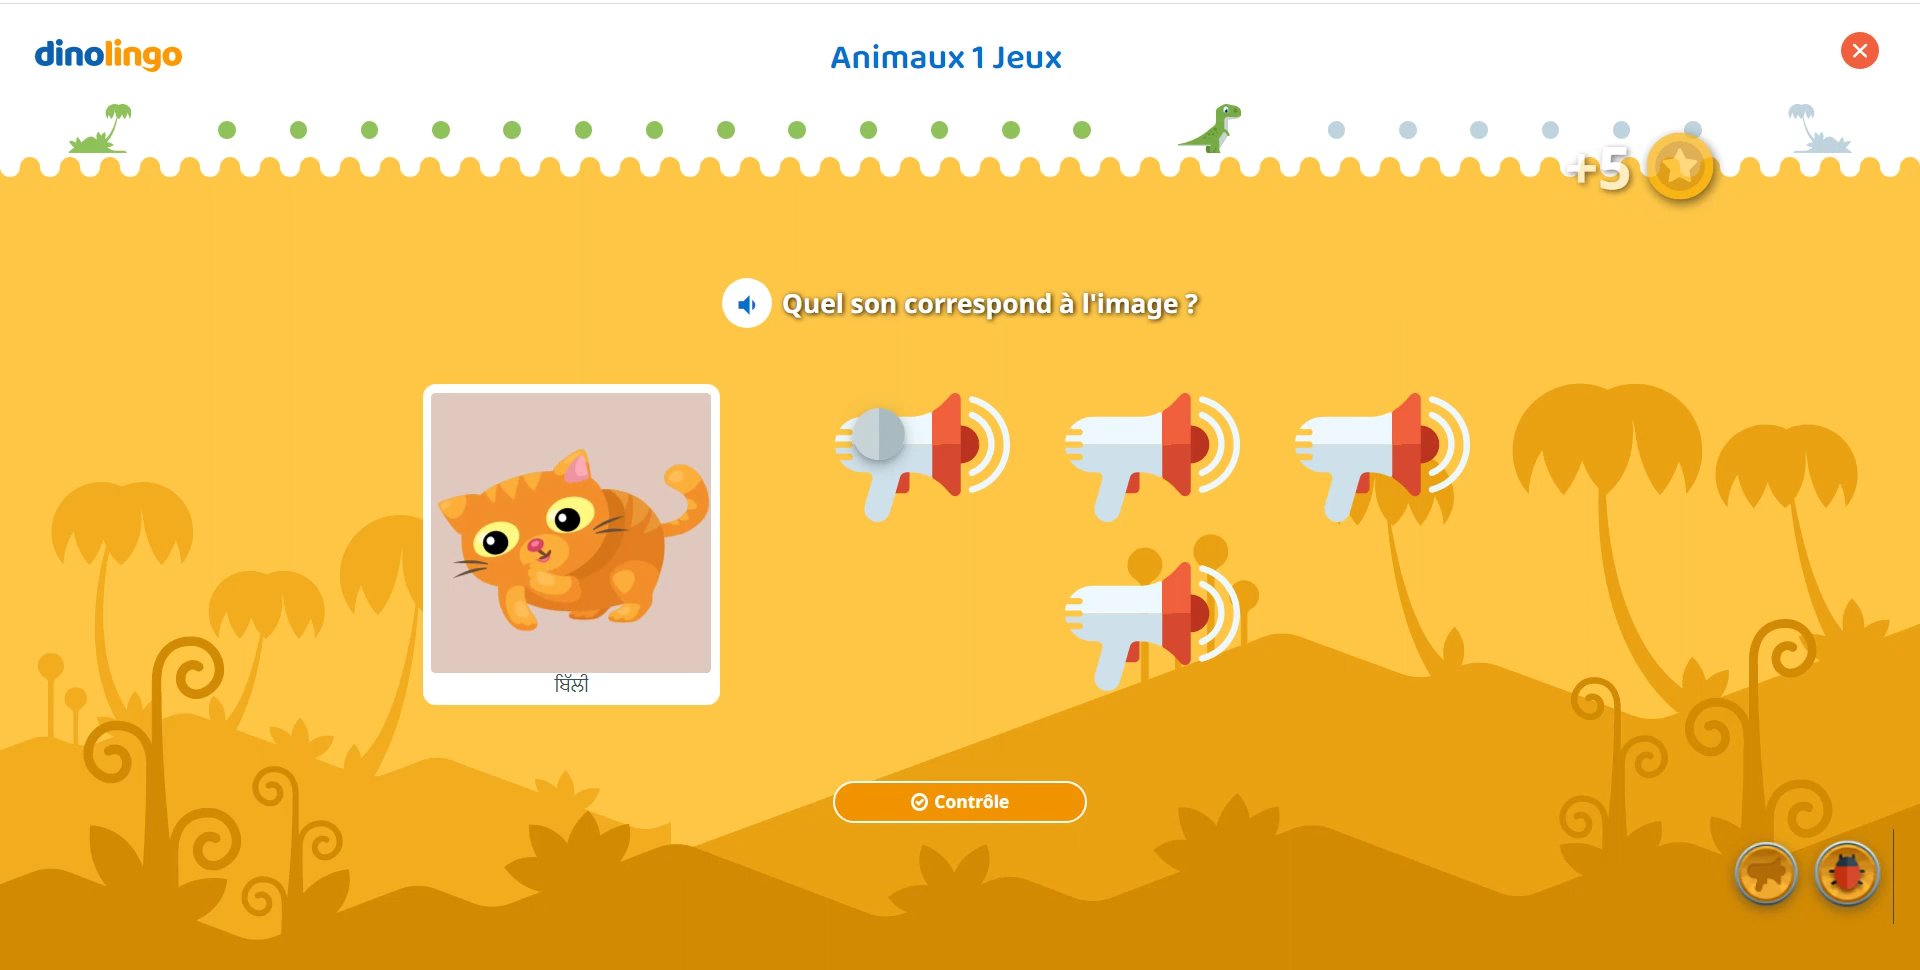 dinolingo
Animaux 1 Jeux
+5
Quel son correspond à l'image ?
ਬਿੱਲੀ
Contrôle